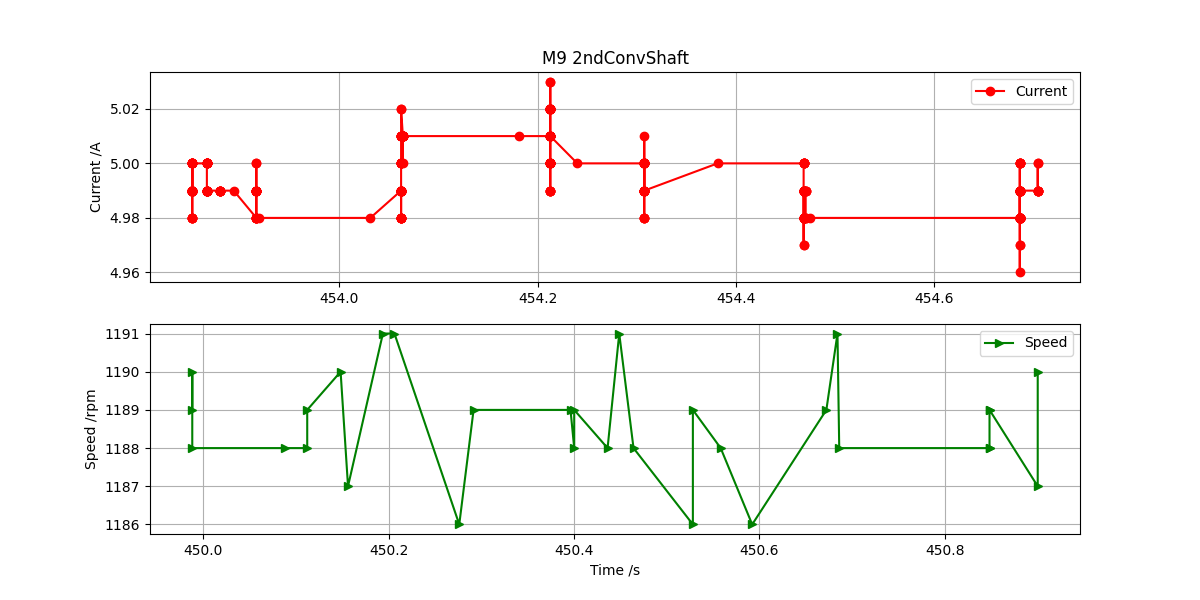 M9 2ndConvShaft
Current /A
5.02
5.00
4.98
4.96
Current
454.0 454.2 454.4 454.6
Speed /rpm
1191
1190
1189
1188
1187
1186
Speed
450.0 450.2 450.4 450.6 450.8
Time /s